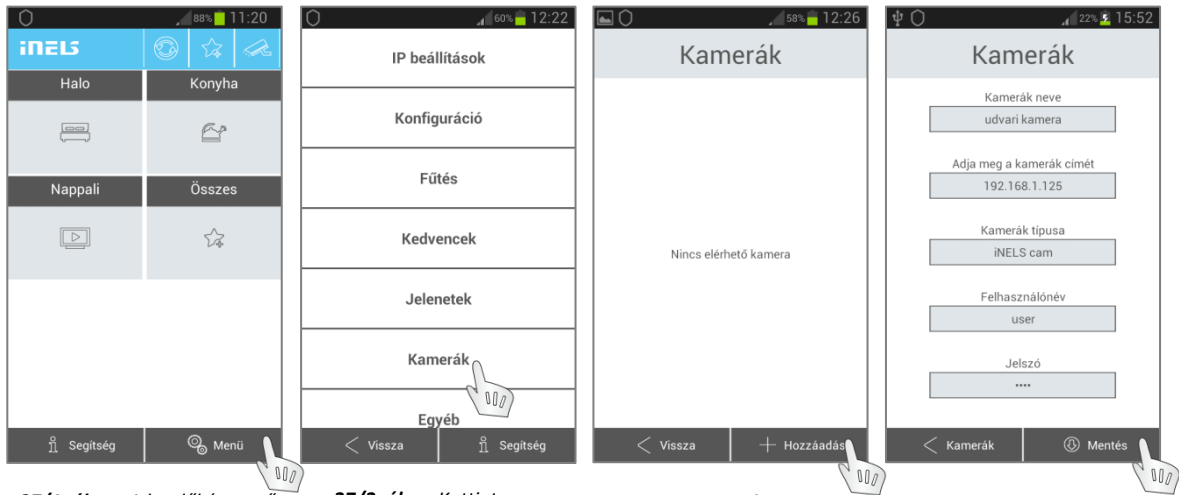 88% 11:20
iNELS
Halo
Konyha
Nappali
Összes
Segítség
Menü
60% 12:22
IP beállítások
Konfiguráció
Fűtés
Kedvencek
Jelenetek
Kamerák
Egyéb
Vissza
Segítség
58% 12:26
Kamerák
Nincs elérhető kamera
Vissza
Hozzáadás
22% 15:52
Kamerák
Kamerák neve
udvari kamera
Adja meg a kamerák címét
192.168.1.125
Kamerák típusa
iNELS cam
Felhasználónév
user
Jelszó
••••
Kamerák
Mentés